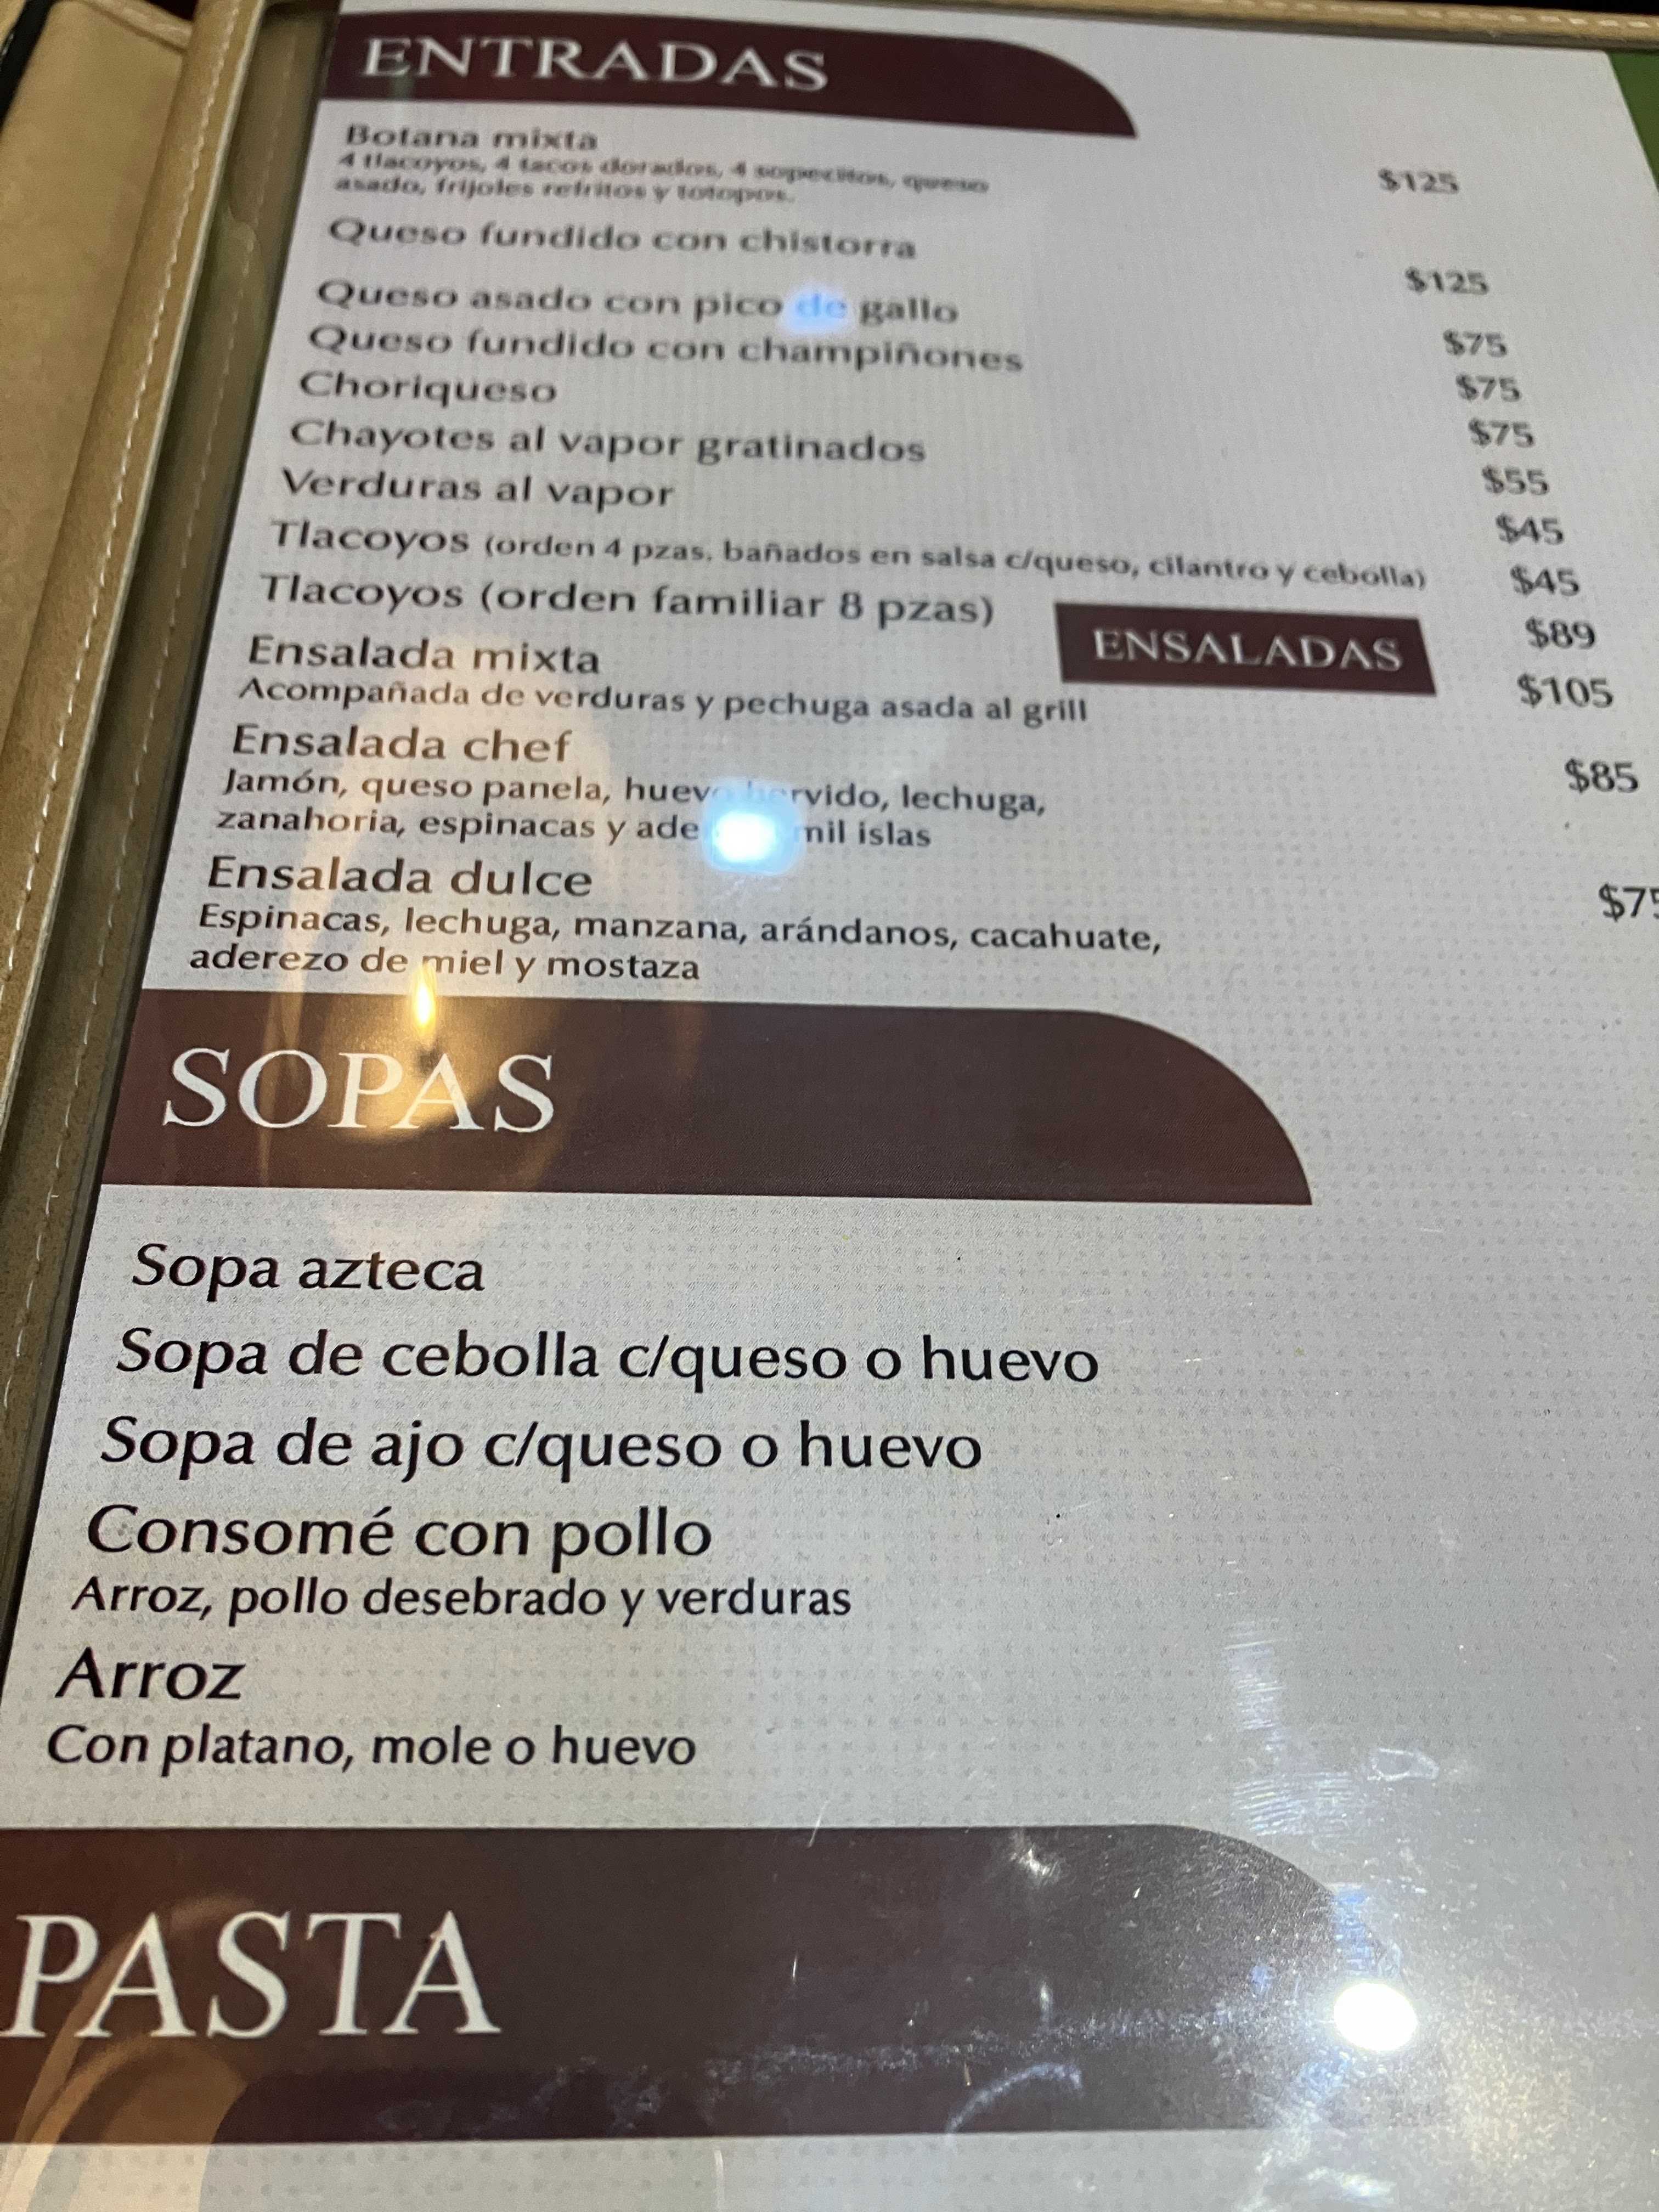 ENTRADAS
Botana mixta
4 tlacoyos, 4 tacos dorados, 4 sopecitos, queso
asado, frijoles refritos y totopos.
$125
Queso fundido con chistorra
$125
Queso asado con pico de gallo
$75
Queso fundido con champiñones
$75
Choriqueso
$75
Chayotes al vapor gratinados
$55
Verduras al vapor
$45
Tlacoyos (orden 4 pzas. bañados en salsa c/queso, cilantro y cebolla)
$45
Tlacoyos (orden familiar 8 pzas)
$89
ENSALADAS
Ensalada mixta
$105
Acompañada de verduras y pechuga asada al grill
Ensalada chef
$85
Jamón, queso panela, huevo hervido, lechuga,
zanahoria, espinacas y mil islas
Ensalada dulce
$75
Espinacas, lechuga, manzana, arándanos, cacahuate,
aderezo de miel y mostaza
SOPAS
Sopa azteca
Sopa de cebolla c/queso o huevo
Sopa de ajo c/queso o huevo
Consomé con pollo
Arroz, pollo desebrado y verduras
Arroz
Con platano, mole o huevo
PASTA